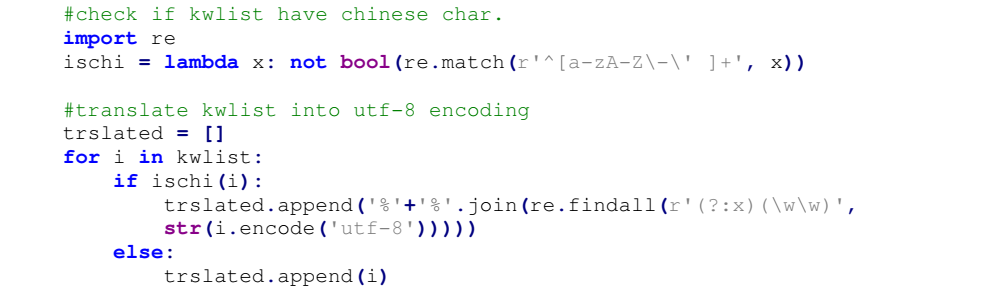 #check if kwlist have chinese char.
import re
ischi = lambda x: not bool(re.match(r'^[a-zA-Z\-\' ]+', x))
#translate kwlist into utf-8 encoding
trslated = []
for i in kwlist:
    if ischi(i):
        trslated.append('%'+'%'.join(re.findall(r'(?:x)(\w\w)',
        str(i.encode('utf-8')))))
    else:
        trslated.append(i)